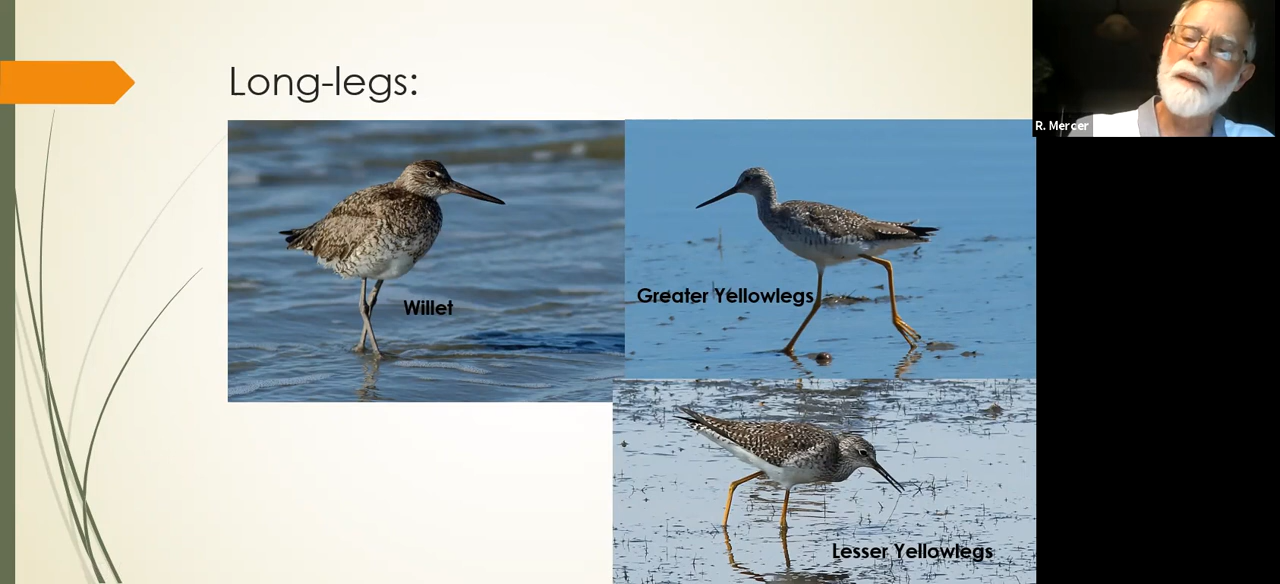 Long-legs:
R. Mercer
Willet
Greater Yellowlegs
Lesser Yellowlegs